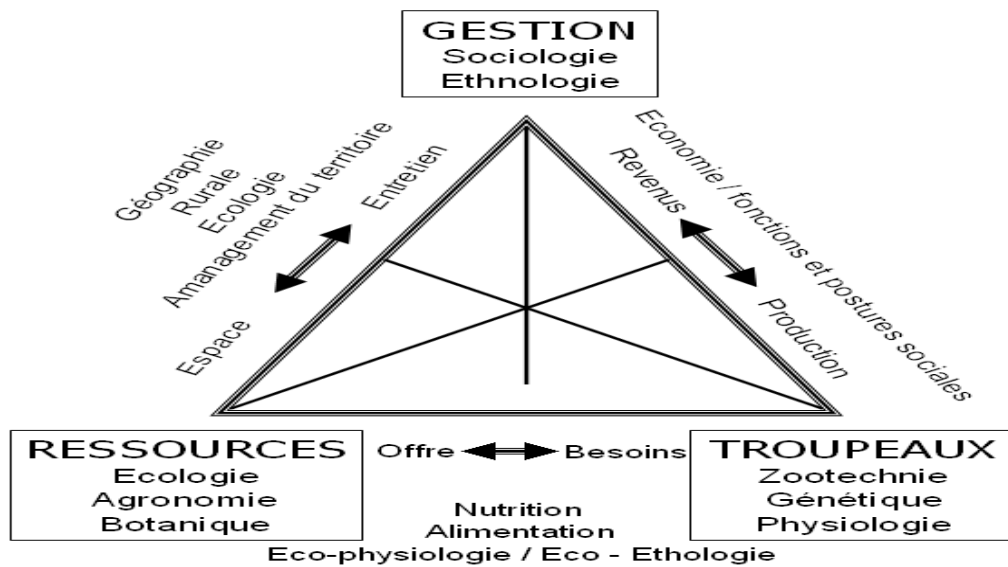 GESTION
Sociologie
Ethnologie
Géographie
Rurale
Ecologie
Amanagement du territoire
Entretien
Espace
Economie / fonctions et postures sociales
Revenus
Production
RESSOURCES
Ecologie
Agronomie
Botanique
Offre
Besoins
TROUPEAUX
Zootechnie
Génétique
Physiologie
Nutrition
Alimentation
Eco-physiologie / Eco - Ethologie